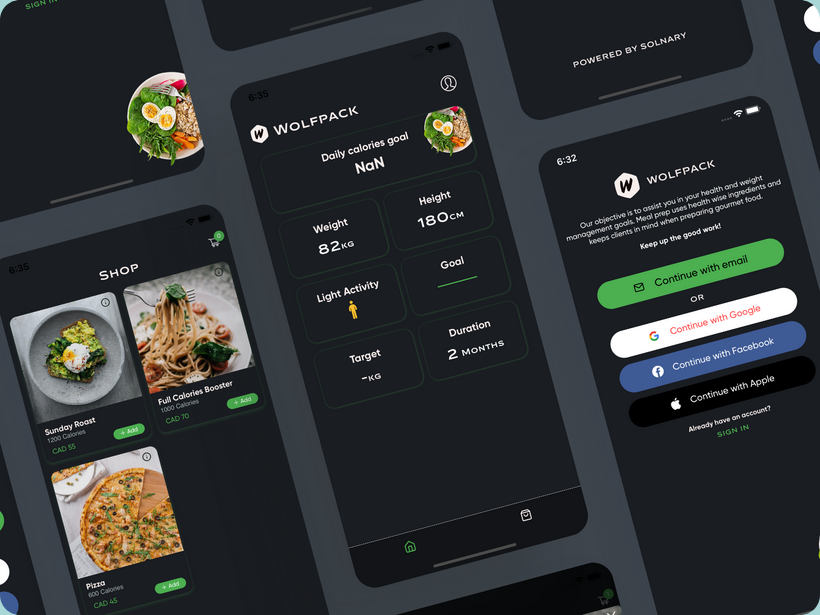 SIGN IN
POWERED BY SOLNARY
6:35
WOLFPACK
Daily calories goal
NaN
Weight
82KG
Height
180CM
Light Activity
Goal
Target
-KG
Duration
2 MONTHS
6:35
SHOP
0
Sunday Roast
1200 Calories
CAD 55
+ Add
Full Calories Booster
1000 Calories
CAD 70
+ Add
Pizza
600 Calories
CAD 45
+ Add
6:32
WOLFPACK
Our objective is to assist you in your health and weight
management goals. Meal prep uses health wise ingredients and
keeps clients in mind when preparing gourmet food.
Keep up the good work!
Continue with email
OR
Continue with Google
Continue with Facebook
Continue with Apple
Already have an account?
SIGN IN